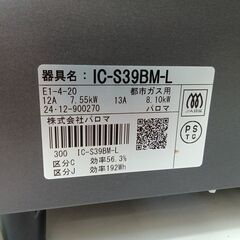 器具名： IC-S39BM-L
E1-4-20 都市ガス用
12A 7.55kW 13A 8.10kW
24･12-900270 パロマ
株式会社パロマ
300 IC-S39BM-L
区分C 効率56.3%
区分J 効率192Wh
PS
TG